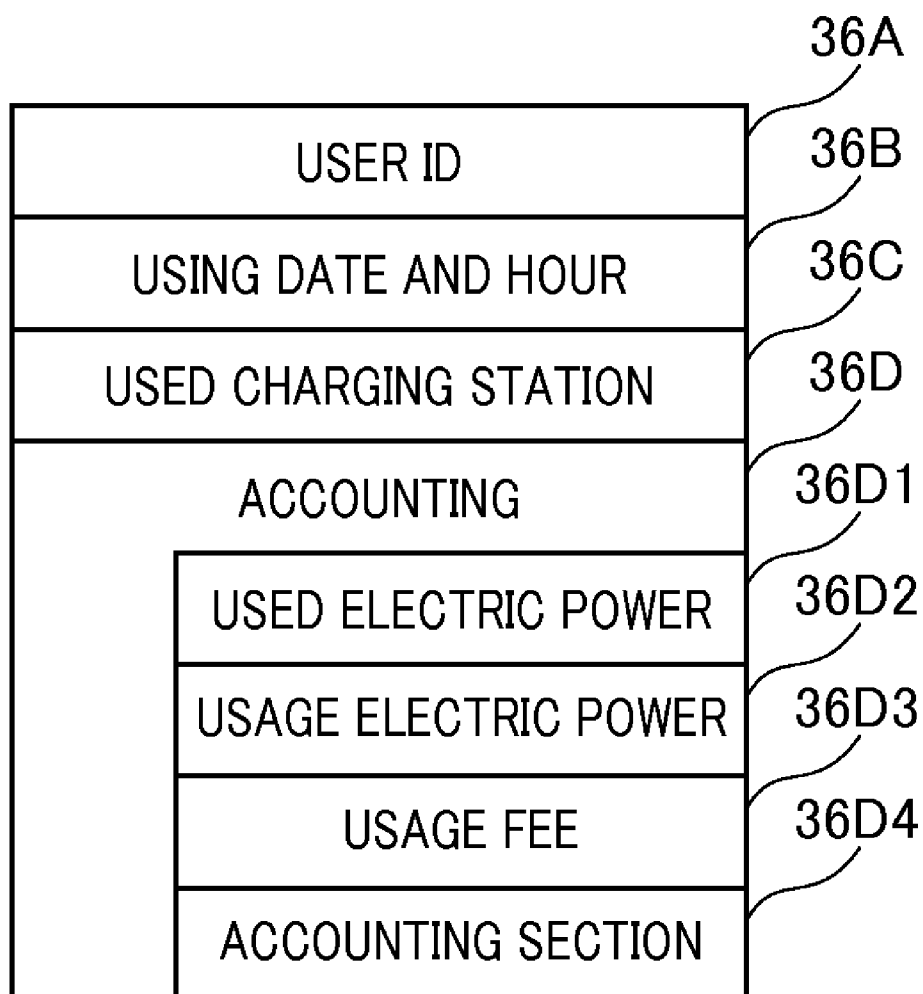 36A
USER ID
36B
USING DATE AND HOUR
36C
USED CHARGING STATION
36D
ACCOUNTING
36D1
USED ELECTRIC POWER
36D2
USAGE ELECTRIC POWER
36D3
USAGE FEE
36D4
ACCOUNTING SECTION